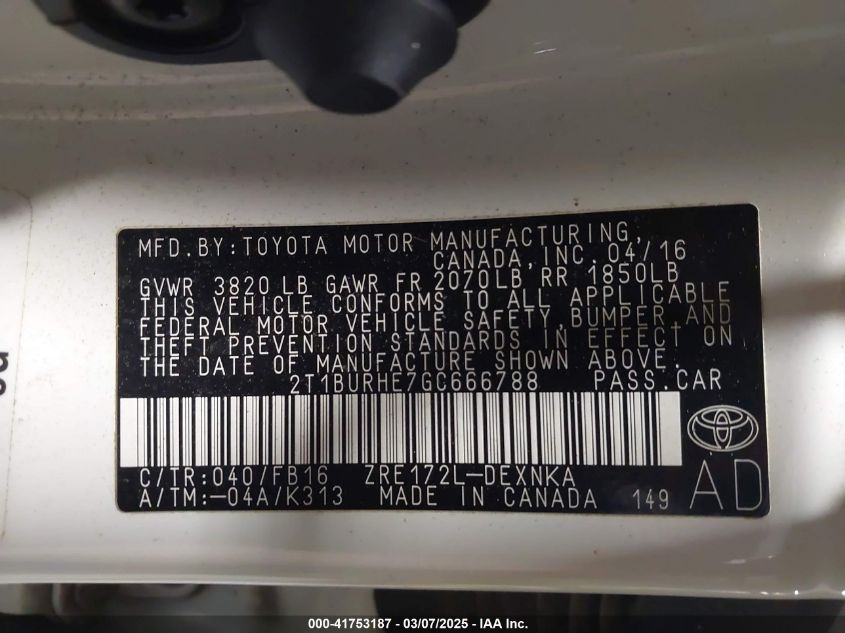 MFD.BY:TOYOTA MOTOR MANUFACTURING,
CANADA, INC. 04/16
GVWR 3820 LB GAWR FR 2070LB RR 1850LB
THIS VEHICLE CONFORMS TO ALL APPLICABLE
FEDERAL MOTOR VEHICLE SAFETY, BUMPER AND
THEFT PREVENTION STANDARDS IN EFFECT ON
THE DATE OF MANUFACTURE SHOWN ABOVE.
2T1BURHE7GC666788 PASS.CAR
C/TR:040/FB16 ZRE172L-DEXNKA
A/TM:-04A/K313 MADE IN CANADA 149
AD
000-41753187 - 03/07/2025 - IAA Inc.